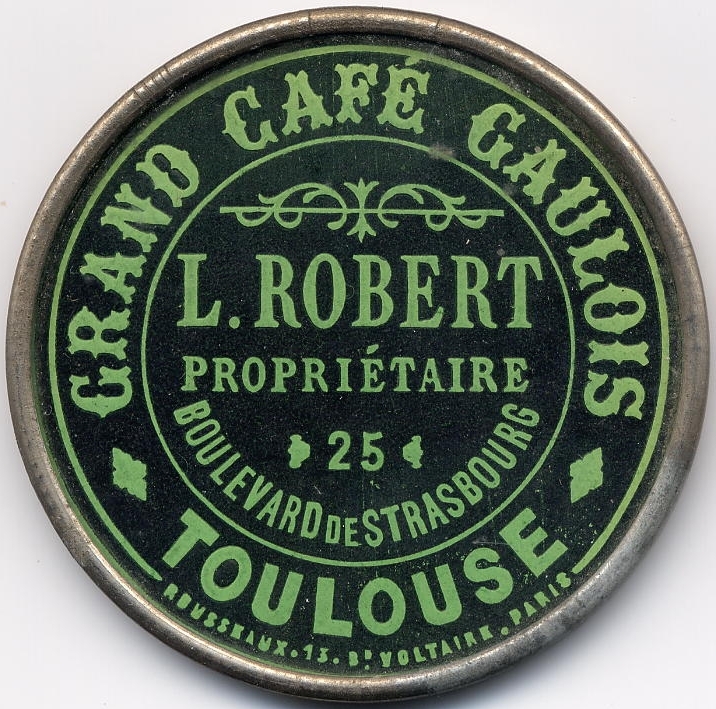 GRAND CAFÉ GAULOIS
L. ROBERT
PROPRIÉTAIRE
25
BOULEVARD DE STRASBOURG
TOULOUSE
ROUSSEAUX. 13. Bᴰ VOLTAIRE. PARIS